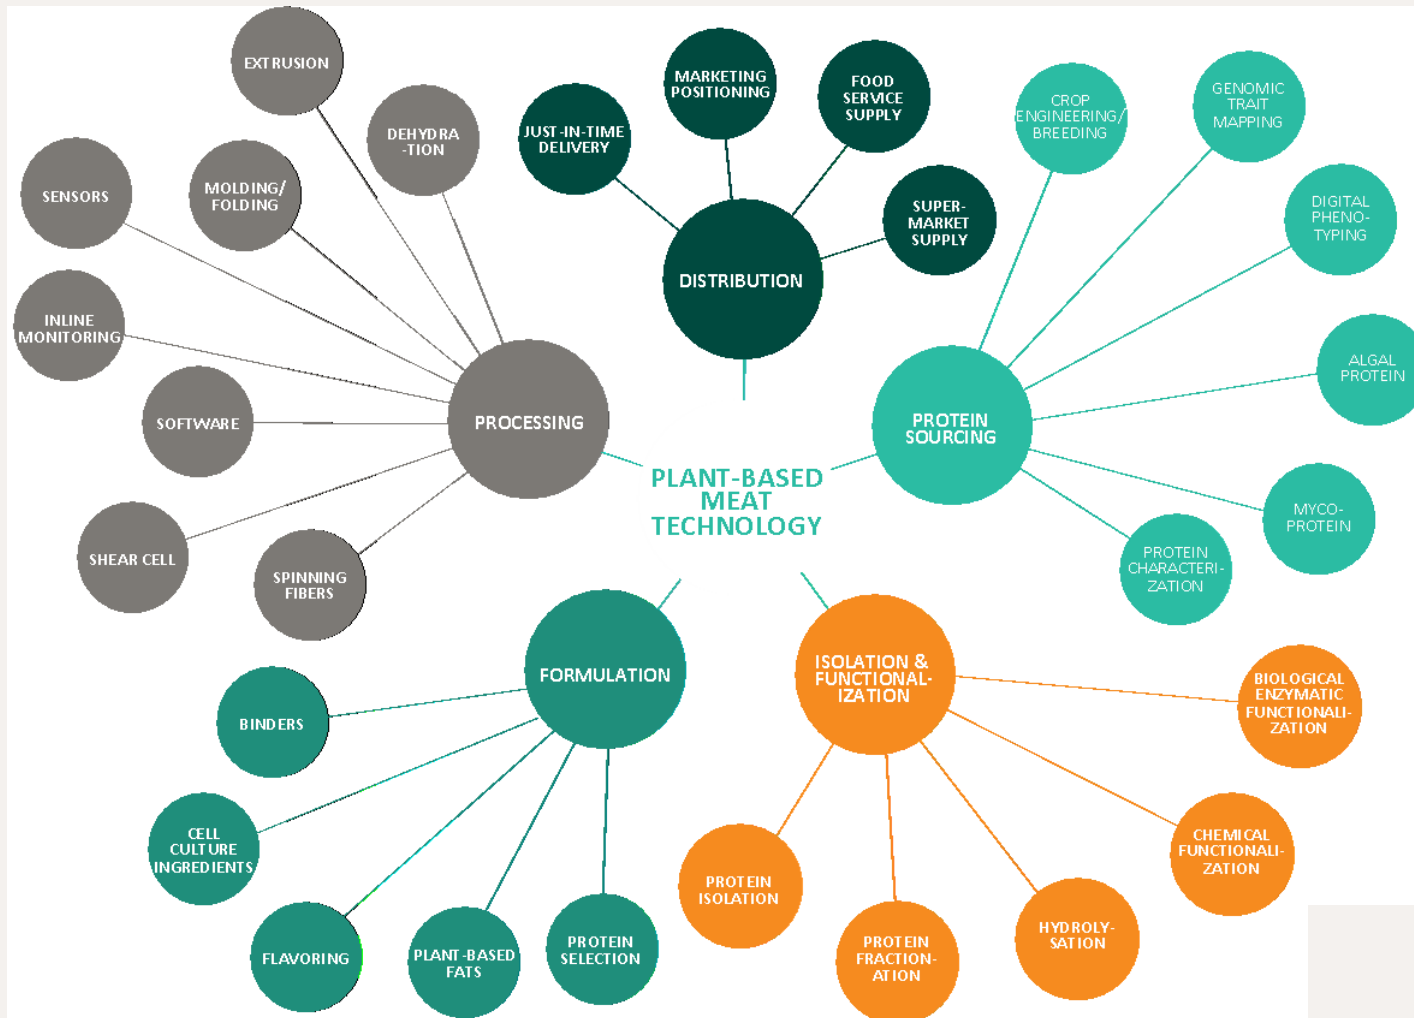 EXTRUSION
DEHYDRA
-TION
MOLDING/
FOLDING
SENSORS
INLINE
MONITORING
SOFTWARE
SHEAR CELL
SPINNING
FIBERS
PROCESSING
JUST-IN-TIME
DELIVERY
MARKETING
POSITIONING
FOOD
SERVICE
SUPPLY
SUPER-
MARKET
SUPPLY
DISTRIBUTION
CROP
ENGINEERING/
BREEDING
GENOMIC
TRAIT
MAPPING
DIGITAL
PHENO-
TYPING
ALGAL
PROTEIN
MYCO-
PROTEIN
PROTEIN
CHARACTERI-
ZATION
PROTEIN
SOURCING
PLANT-BASED
MEAT
TECHNOLOGY
FORMULATION
BINDERS
CELL
CULTURE
INGREDIENTS
FLAVORING
PLANT-BASED
FATS
PROTEIN
SELECTION
ISOLATION &
FUNCTIONAL-
IZATION
BIOLOGICAL
ENZYMATIC
FUNCTIONALI-
ZATION
CHEMICAL
FUNCTIONALI-
ZATION
HYDROLY-
SATION
PROTEIN
FRACTION-
ATION
PROTEIN
ISOLATION